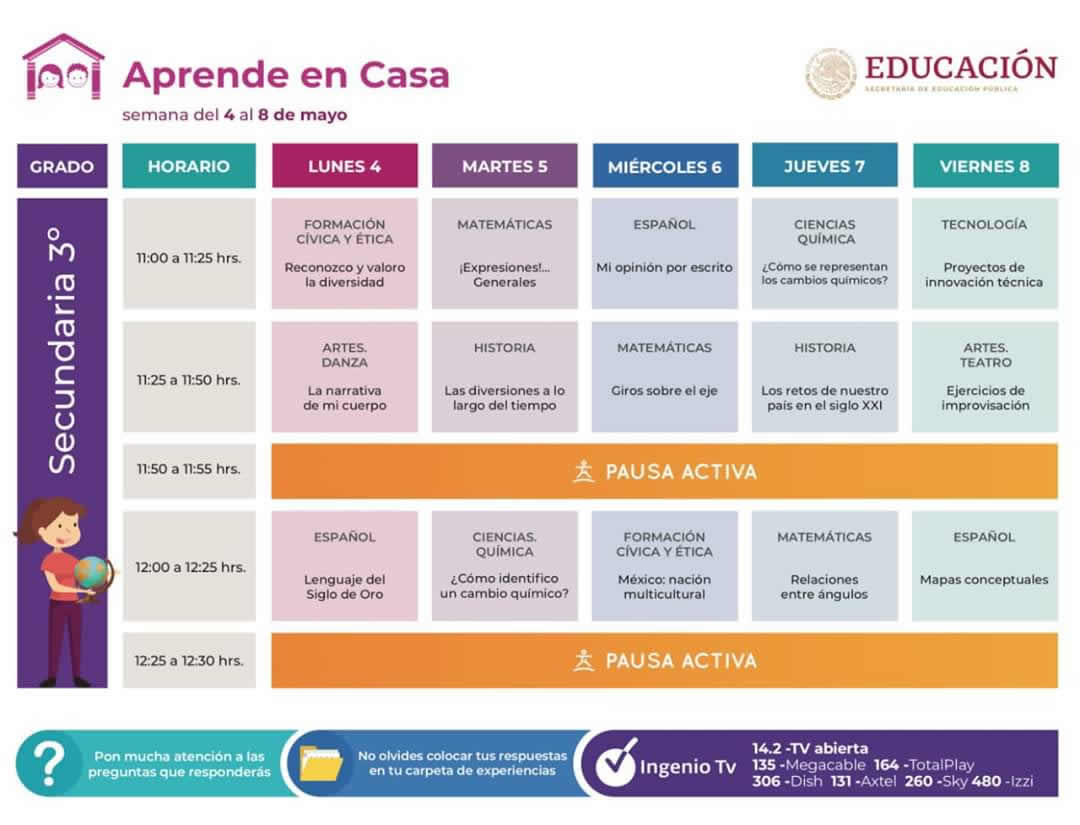 Aprende en Casa
semana del 4 al 8 de mayo
EDUCACIÓN
SECRETARÍA DE EDUCACIÓN PÚBLICA
GRADO
HORARIO
LUNES 4
MARTES 5
MIÉRCOLES 6
JUEVES 7
VIERNES 8
Secundaria 3°
11:00 a 11:25 hrs.
FORMACIÓN
CÍVICA Y ÉTICA
Reconozco y valoro
la diversidad
MATEMÁTICAS
¡Expresiones!...
Generales
ESPAÑOL
Mi opinión por escrito
CIENCIAS
QUÍMICA
¿Cómo se representan
los cambios químicos?
TECNOLOGÍA
Proyectos de
innovación técnica
11:25 a 11:50 hrs.
ARTES.
DANZA
La narrativa
de mi cuerpo
HISTORIA
Las diversiones a lo
largo del tiempo
MATEMÁTICAS
Giros sobre el eje
HISTORIA
Los retos de nuestro
país en el siglo XXI
ARTES.
TEATRO
Ejercicios de
improvisación
11:50 a 11:55 hrs.
PAUSA ACTIVA
12:00 a 12:25 hrs.
ESPAÑOL
Lenguaje del
Siglo de Oro
CIENCIAS.
QUÍMICA
¿Cómo identifico
un cambio químico?
FORMACIÓN
CÍVICA Y ÉTICA
México: nación
multicultural
MATEMÁTICAS
Relaciones
entre ángulos
ESPAÑOL
Mapas conceptuales
12:25 a 12:30 hrs.
PAUSA ACTIVA
?
Pon mucha atención a las
preguntas que responderás
No olvides colocar tus respuestas
en tu carpeta de experiencias
Ingenio Tv
14.2 -TV abierta
135 -Megacable 164 -TotalPlay
306 -Dish 131 -Axtel 260 -Sky 480 -Izzi